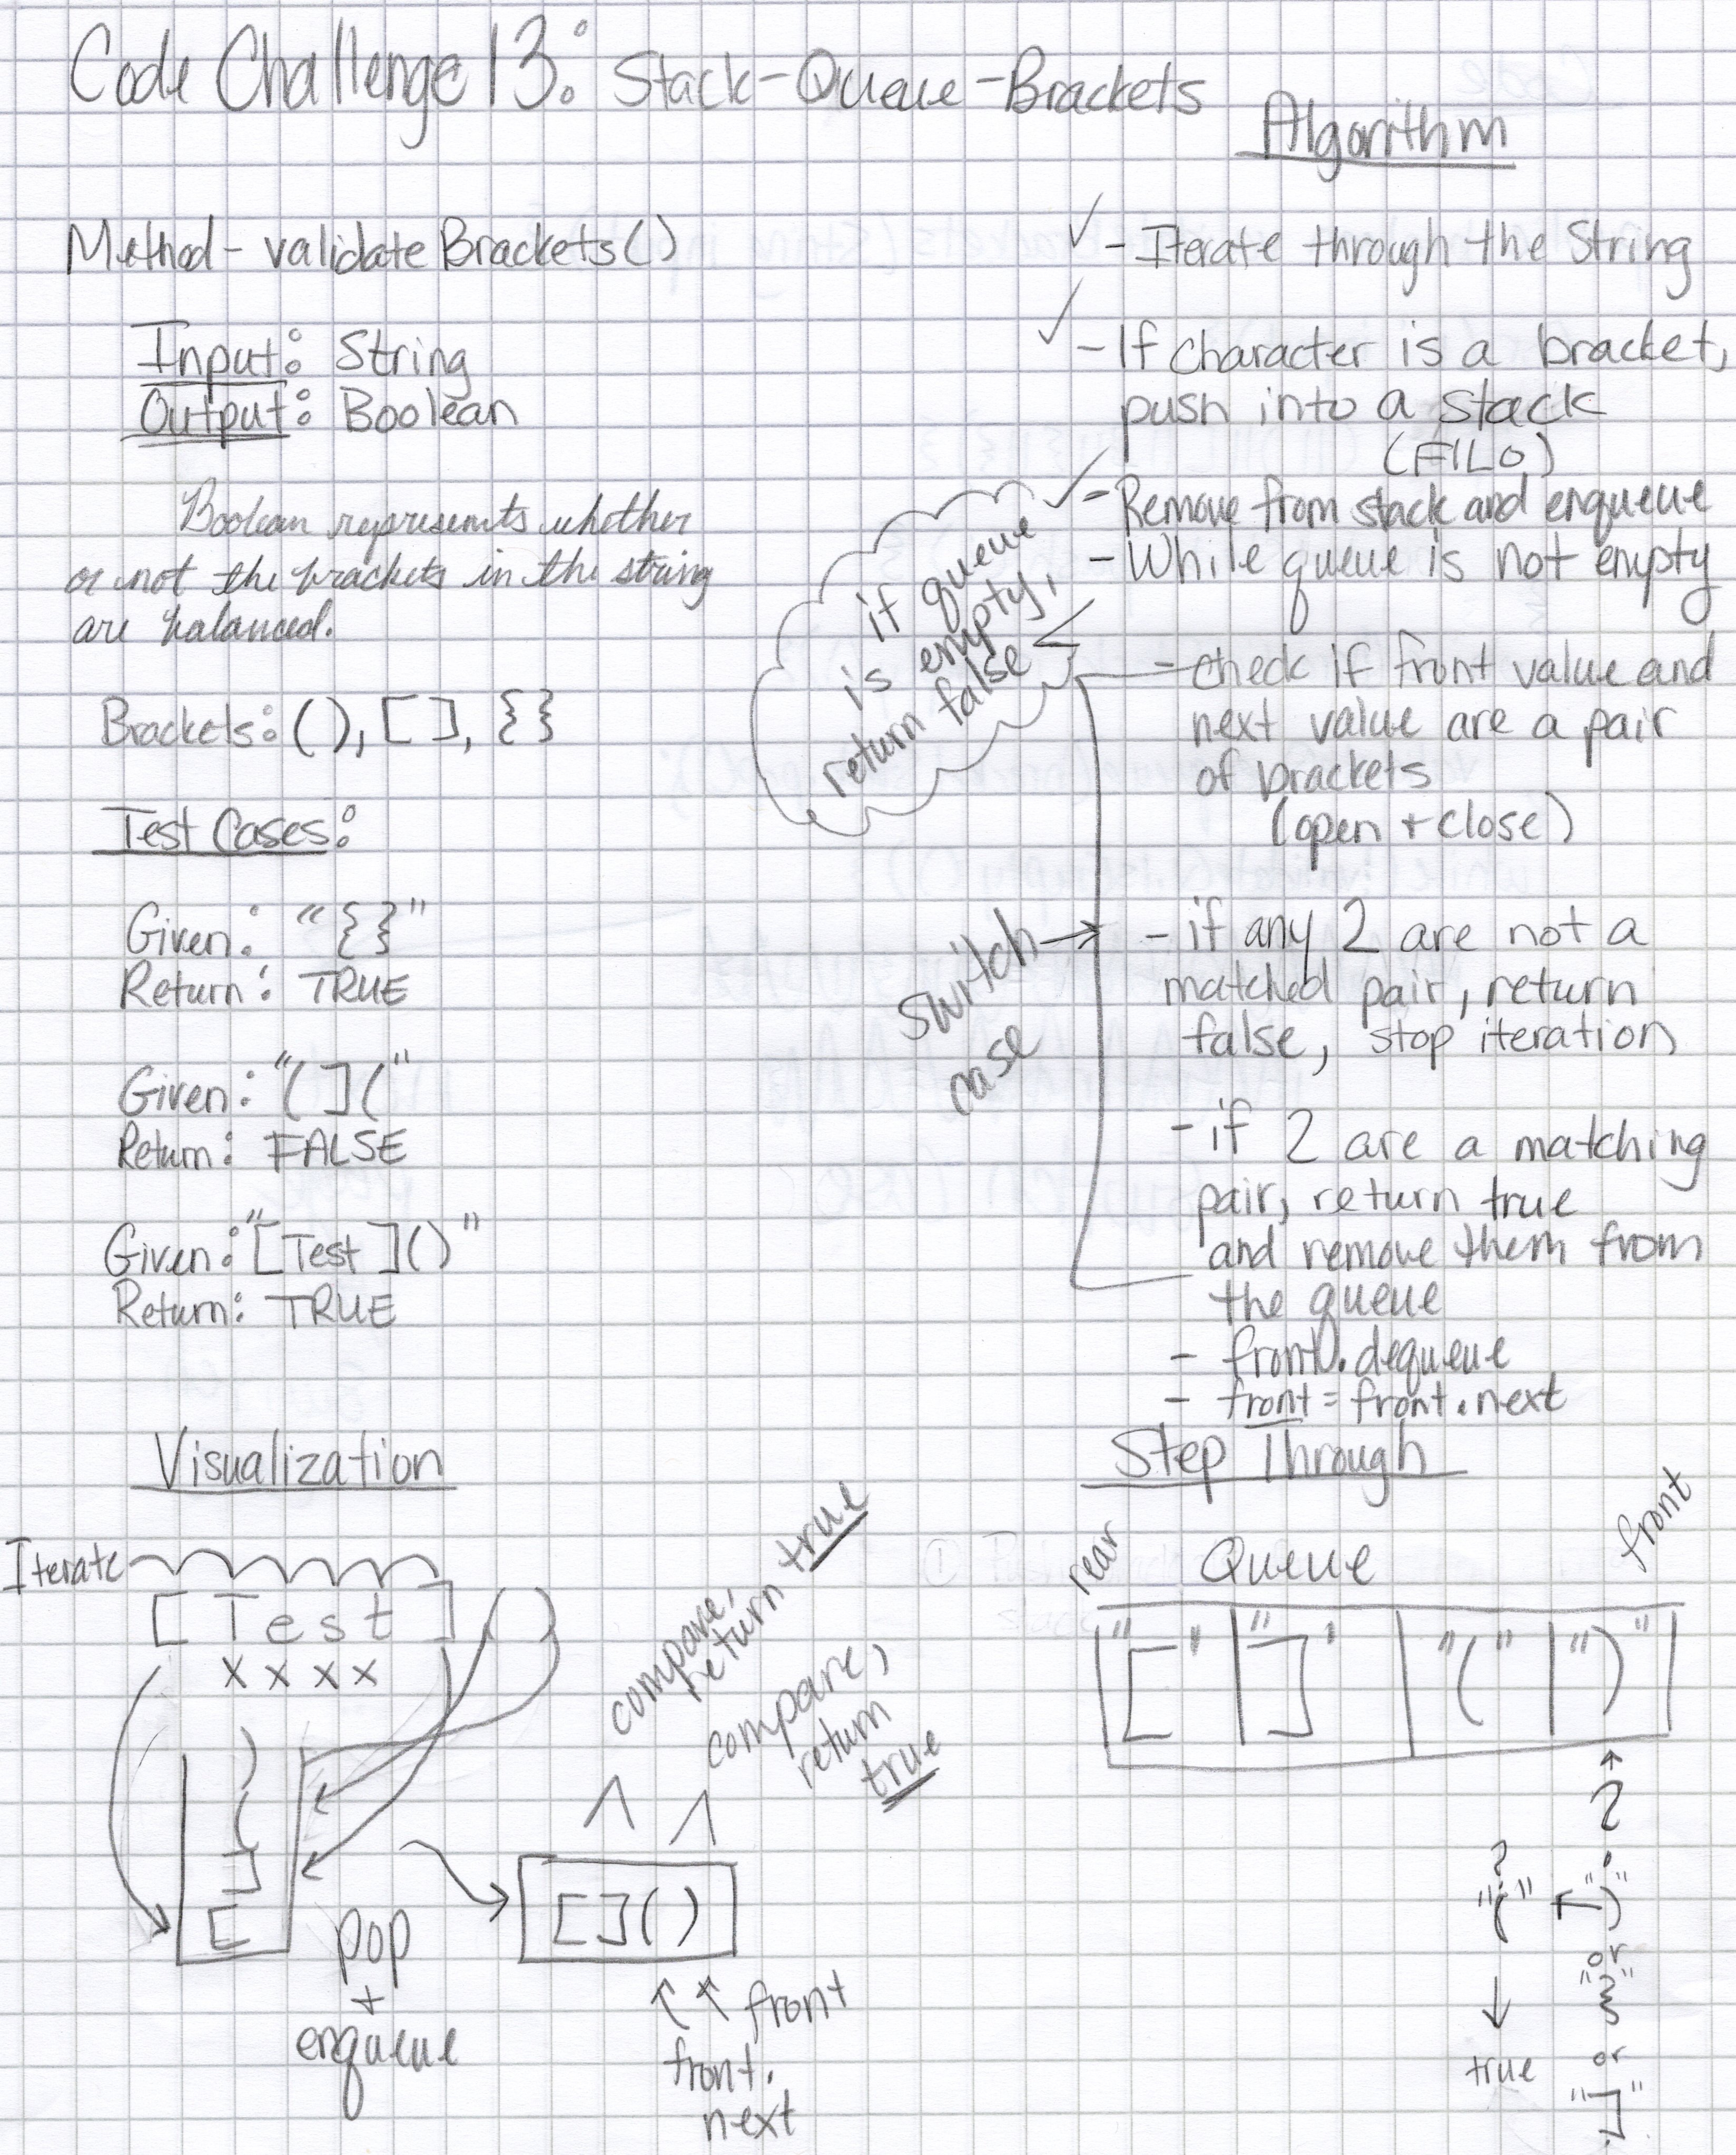 Code Challenge 13: Stack-Queue-Brackets
Method - validateBrackets()
Input: String
Output: Boolean
Boolean represents whether
or not the brackets in the string
are balanced.
Brackets: (), [], {}
Test Cases:
Given: "{}"
Return: TRUE
Given: "(]("
Return: FALSE
Given: "[Test]()"
Return: TRUE
Algorithm
- Iterate through the String
- If character is a bracket,
push into a stack
(FILO)
- Remove from stack and enqueue
- While queue is not empty
if queue
is empty,
return false
- check if front value and
next value are a pair
of brackets
(open + close)
switch
case
- if any 2 are not a
matched pair, return
false, stop iteration
- if 2 are a matching
pair, return true
and remove them from
the queue
- front.dequeue
- front = front.next
Visualization
Iterate
[Test]()
x x x x
)
(
]
[
pop
+
enqueue
[]()
compare,
return true
compare,
return
true
front
front.
next
Step Through
rear
Queue
front
"[" "]" "(" ")"
?
?
"(" ")"
or
"}"
or
"]"
true